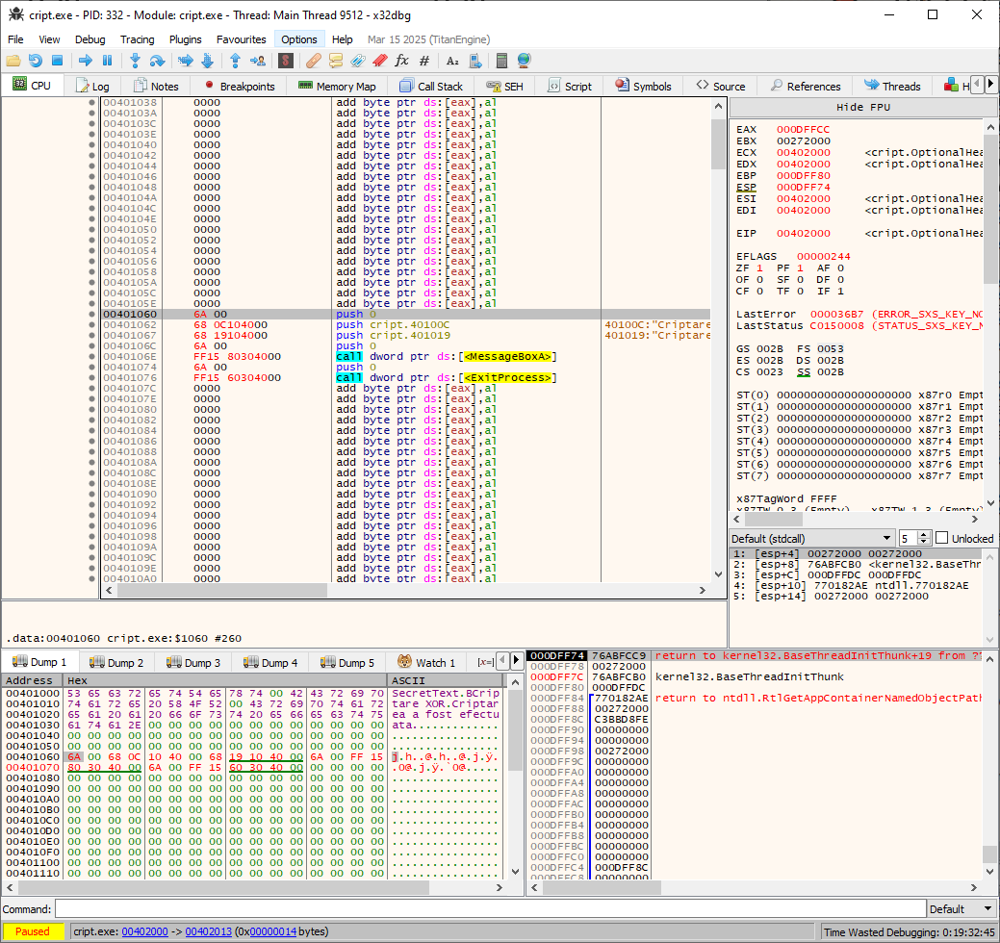 cript.exe - PID: 332 - Module: cript.exe - Thread: Main Thread 9512 - x32dbg
File View Debug Tracing Plugins Favourites Options Help Mar 15 2025 (TitanEngine)
CPU Log Notes Breakpoints Memory Map Call Stack SEH Script Symbols Source References Threads H
00401038 0000 add byte ptr ds:[eax],al
0040103A 0000 add byte ptr ds:[eax],al
0040103C 0000 add byte ptr ds:[eax],al
0040103E 0000 add byte ptr ds:[eax],al
00401040 0000 add byte ptr ds:[eax],al
00401042 0000 add byte ptr ds:[eax],al
00401044 0000 add byte ptr ds:[eax],al
00401046 0000 add byte ptr ds:[eax],al
00401048 0000 add byte ptr ds:[eax],al
0040104A 0000 add byte ptr ds:[eax],al
0040104C 0000 add byte ptr ds:[eax],al
0040104E 0000 add byte ptr ds:[eax],al
00401050 0000 add byte ptr ds:[eax],al
00401052 0000 add byte ptr ds:[eax],al
00401054 0000 add byte ptr ds:[eax],al
00401056 0000 add byte ptr ds:[eax],al
00401058 0000 add byte ptr ds:[eax],al
0040105A 0000 add byte ptr ds:[eax],al
0040105C 0000 add byte ptr ds:[eax],al
0040105E 0000 add byte ptr ds:[eax],al
00401060 6A 00 push 0
00401062 68 0C104000 push cript.40100C 40100C:"Criptare
00401067 68 19104000 push cript.401019 401019:"Criptare
0040106C 6A 00 push 0
0040106E FF15 80304000 call dword ptr ds:[<MessageBoxA>]
00401074 6A 00 push 0
00401076 FF15 60304000 call dword ptr ds:[<ExitProcess>]
0040107C 0000 add byte ptr ds:[eax],al
0040107E 0000 add byte ptr ds:[eax],al
00401080 0000 add byte ptr ds:[eax],al
00401082 0000 add byte ptr ds:[eax],al
00401084 0000 add byte ptr ds:[eax],al
00401086 0000 add byte ptr ds:[eax],al
00401088 0000 add byte ptr ds:[eax],al
0040108A 0000 add byte ptr ds:[eax],al
0040108C 0000 add byte ptr ds:[eax],al
0040108E 0000 add byte ptr ds:[eax],al
00401090 0000 add byte ptr ds:[eax],al
00401092 0000 add byte ptr ds:[eax],al
00401094 0000 add byte ptr ds:[eax],al
00401096 0000 add byte ptr ds:[eax],al
00401098 0000 add byte ptr ds:[eax],al
0040109A 0000 add byte ptr ds:[eax],al
0040109C 0000 add byte ptr ds:[eax],al
0040109E 0000 add byte ptr ds:[eax],al
004010A0 0000 add byte ptr ds:[eax],al
.data:00401060 cript.exe:$1060 #260
Hide FPU
EAX 000DFFCC
EBX 00272000
ECX 00402000 <cript.OptionalHea
EDX 00402000 <cript.OptionalHea
EBP 000DFF80
ESP 000DFF74
ESI 00402000 <cript.OptionalHea
EDI 00402000 <cript.OptionalHea
EIP 00402000 <cript.OptionalHea
EFLAGS 00000244
ZF 1 PF 1 AF 0
OF 0 SF 0 DF 0
CF 0 TF 0 IF 1
LastError 000036B7 (ERROR_SXS_KEY_NO
LastStatus C0150008 (STATUS_SXS_KEY_N
GS 002B FS 0053
ES 002B DS 002B
CS 0023 SS 002B
ST(0) 00000000000000000000 x87r0 Empt
ST(1) 00000000000000000000 x87r1 Empt
ST(2) 00000000000000000000 x87r2 Empt
ST(3) 00000000000000000000 x87r3 Empt
ST(4) 00000000000000000000 x87r4 Empt
ST(5) 00000000000000000000 x87r5 Empt
ST(6) 00000000000000000000 x87r6 Empt
ST(7) 00000000000000000000 x87r7 Empt
x87TagWord FFFF
Default (stdcall) 5 Unlocked
1: [esp+4] 00272000 00272000
2: [esp+8] 76ABFCB0 <kernel32.BaseThr
3: [esp+C] 000DFFDC 000DFFDC
4: [esp+10] 770182AE ntdll.770182AE
5: [esp+14] 00272000 00272000
Dump 1 Dump 2 Dump 3 Dump 4 Dump 5 Watch 1 [x=]
Address Hex ASCII
00401000 53 65 63 72 65 74 54 65 78 74 00 42 43 72 69 70 SecretText.BCrip
00401010 74 61 72 65 20 58 4F 52 00 43 72 69 70 74 61 72 tare XOR.Criptar
00401020 65 61 20 61 20 66 6F 73 74 20 65 66 65 63 74 75 ea a fost efectu
00401030 61 74 61 2E 00 00 00 00 00 00 00 00 00 00 00 00 ata.............
00401040 00 00 00 00 00 00 00 00 00 00 00 00 00 00 00 00 ................
00401050 00 00 00 00 00 00 00 00 00 00 00 00 00 00 00 00 ................
00401060 6A 00 68 0C 10 40 00 68 19 10 40 00 6A 00 FF 15 j.h..@.h..@.j.ÿ.
00401070 80 30 40 00 6A 00 FF 15 60 30 40 00 00 00 00 00 .0@.j.ÿ.`0@.....
00401080 00 00 00 00 00 00 00 00 00 00 00 00 00 00 00 00 ................
00401090 00 00 00 00 00 00 00 00 00 00 00 00 00 00 00 00 ................
004010A0 00 00 00 00 00 00 00 00 00 00 00 00 00 00 00 00 ................
004010B0 00 00 00 00 00 00 00 00 00 00 00 00 00 00 00 00 ................
004010C0 00 00 00 00 00 00 00 00 00 00 00 00 00 00 00 00 ................
004010D0 00 00 00 00 00 00 00 00 00 00 00 00 00 00 00 00 ................
004010E0 00 00 00 00 00 00 00 00 00 00 00 00 00 00 00 00 ................
004010F0 00 00 00 00 00 00 00 00 00 00 00 00 00 00 00 00 ................
00401100 00 00 00 00 00 00 00 00 00 00 00 00 00 00 00 00 ................
00401110 00 00 00 00 00 00 00 00 00 00 00 00 00 00 00 00 ................
000DFF74 76ABFCC9 return to kernel32.BaseThreadInitThunk+19 from ??
000DFF78 00272000
000DFF7C 76ABFCB0 kernel32.BaseThreadInitThunk
000DFF80 000DFFDC
000DFF84 770182AE return to ntdll.RtlGetAppContainerNamedObjectPath
000DFF88 00272000
000DFF8C C3BBD8FE
000DFF90 00000000
000DFF94 00000000
000DFF98 00272000
000DFF9C 00000000
000DFFA0 00000000
000DFFA4 00000000
000DFFA8 00000000
000DFFAC 00000000
000DFFB0 00000000
000DFFB4 00000000
000DFFB8 00000000
000DFFBC 00000000
000DFFC0 00000000
000DFFC4 000DFF8C
000DFFC8 00000000
Command: Default
Paused cript.exe: 00402000 -> 00402013 (0x00000014 bytes) Time Wasted Debugging: 0:19:32:45